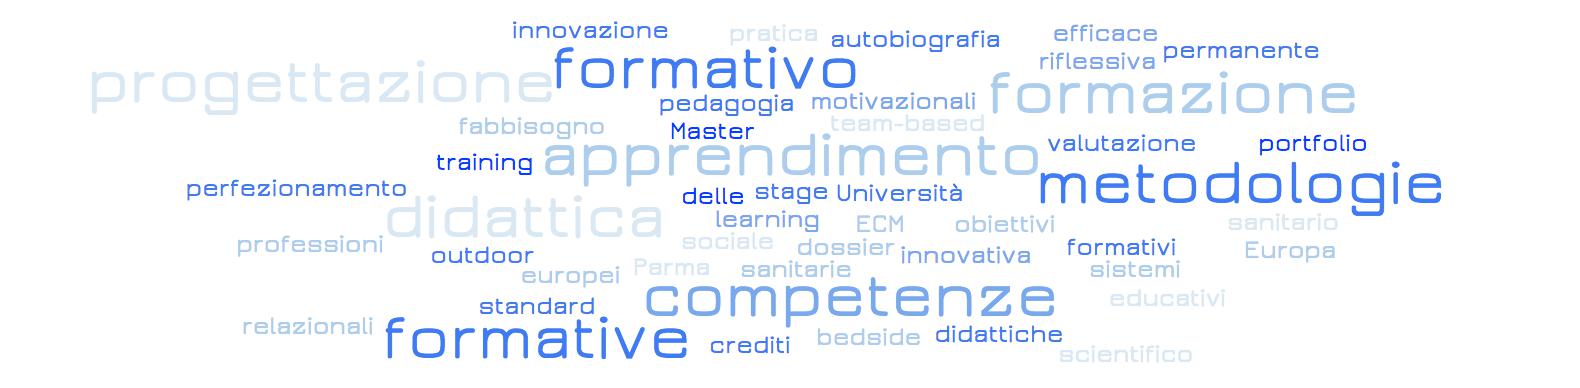 innovazione
pratica
autobiografia
efficace
riflessiva
permanente
progettazione
formativo
formazione
pedagogia
motivazionali
fabbisogno
Master
team-based
training
apprendimento
valutazione
portfolio
perfezionamento
delle
stage
Università
metodologie
didattica
learning
ECM
obiettivi
sanitario
professioni
outdoor
sociale
dossier
innovativa
formativi
Europa
europei
Parma
sanitarie
sistemi
standard
competenze
educativi
relazionali
formative
crediti
bedside
didattiche
scientifico